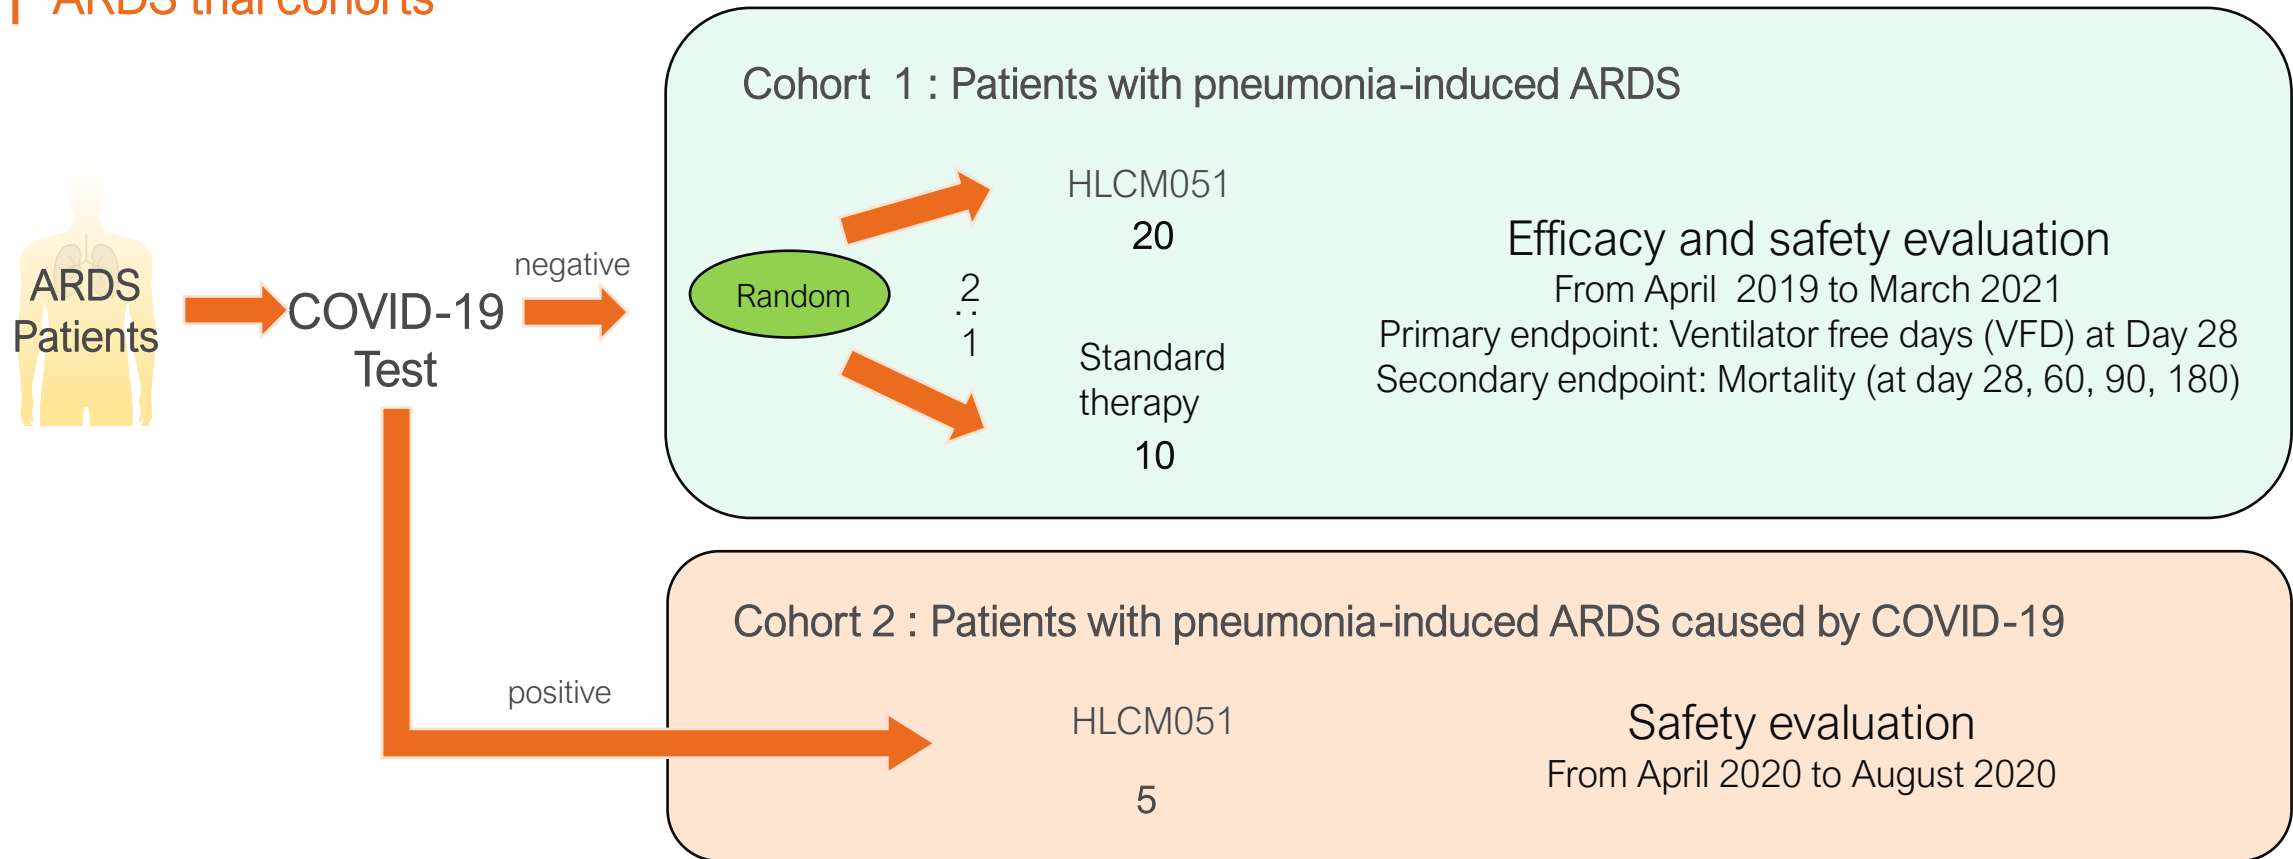 ARDS trial cohorts
ARDS
Patients
COVID-19
Test
negative
positive
Cohort 1 : Patients with pneumonia-induced ARDS
Random
HLCM051
20
2
:
1
Standard
therapy
10
Efficacy and safety evaluation
From April 2019 to March 2021
Primary endpoint: Ventilator free days (VFD) at Day 28
Secondary endpoint: Mortality (at day 28, 60, 90, 180)
Cohort 2 : Patients with pneumonia-induced ARDS caused by COVID-19
HLCM051
5
Safety evaluation
From April 2020 to August 2020